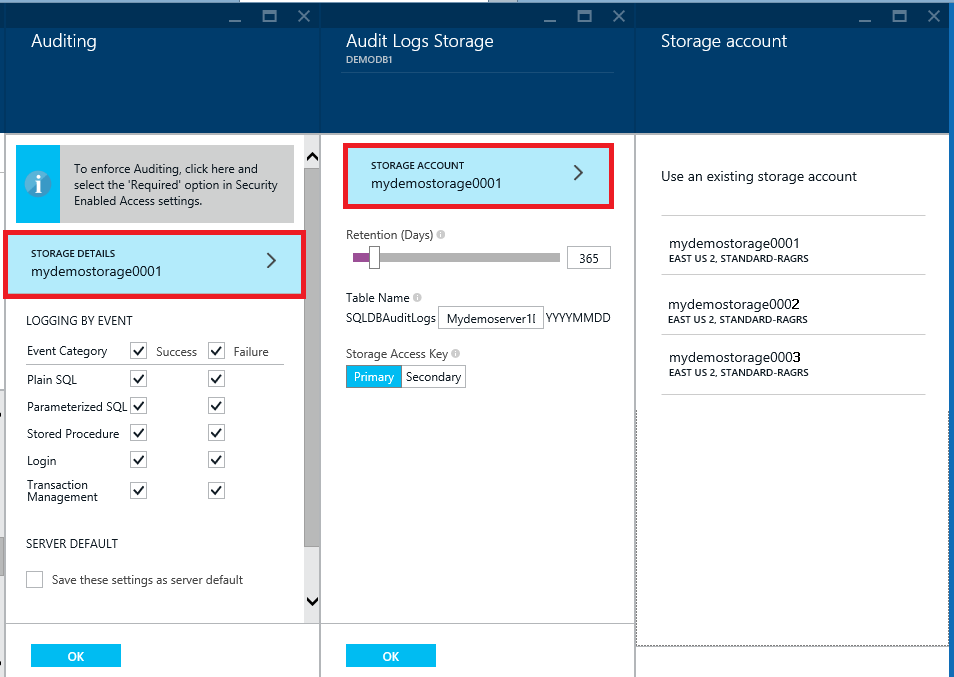 Auditing
To enforce Auditing, click here and
select the 'Required' option in Security
Enabled Access settings.
STORAGE DETAILS
mydemostorage0001
LOGGING BY EVENT
Event Category Success Failure
Plain SQL
Parameterized SQL
Stored Procedure
Login
Transaction
Management
SERVER DEFAULT
Save these settings as server default
OK
Audit Logs Storage
DEMODB1
STORAGE ACCOUNT
mydemostorage0001
Retention (Days)
365
Table Name
SQLDBAuditLogs Mydemoserver1D YYYYMMDD
Storage Access Key
Primary Secondary
OK
Storage account
Use an existing storage account
mydemostorage0001
EAST US 2, STANDARD-RAGRS
mydemostorage0002
EAST US 2, STANDARD-RAGRS
mydemostorage0003
EAST US 2, STANDARD-RAGRS